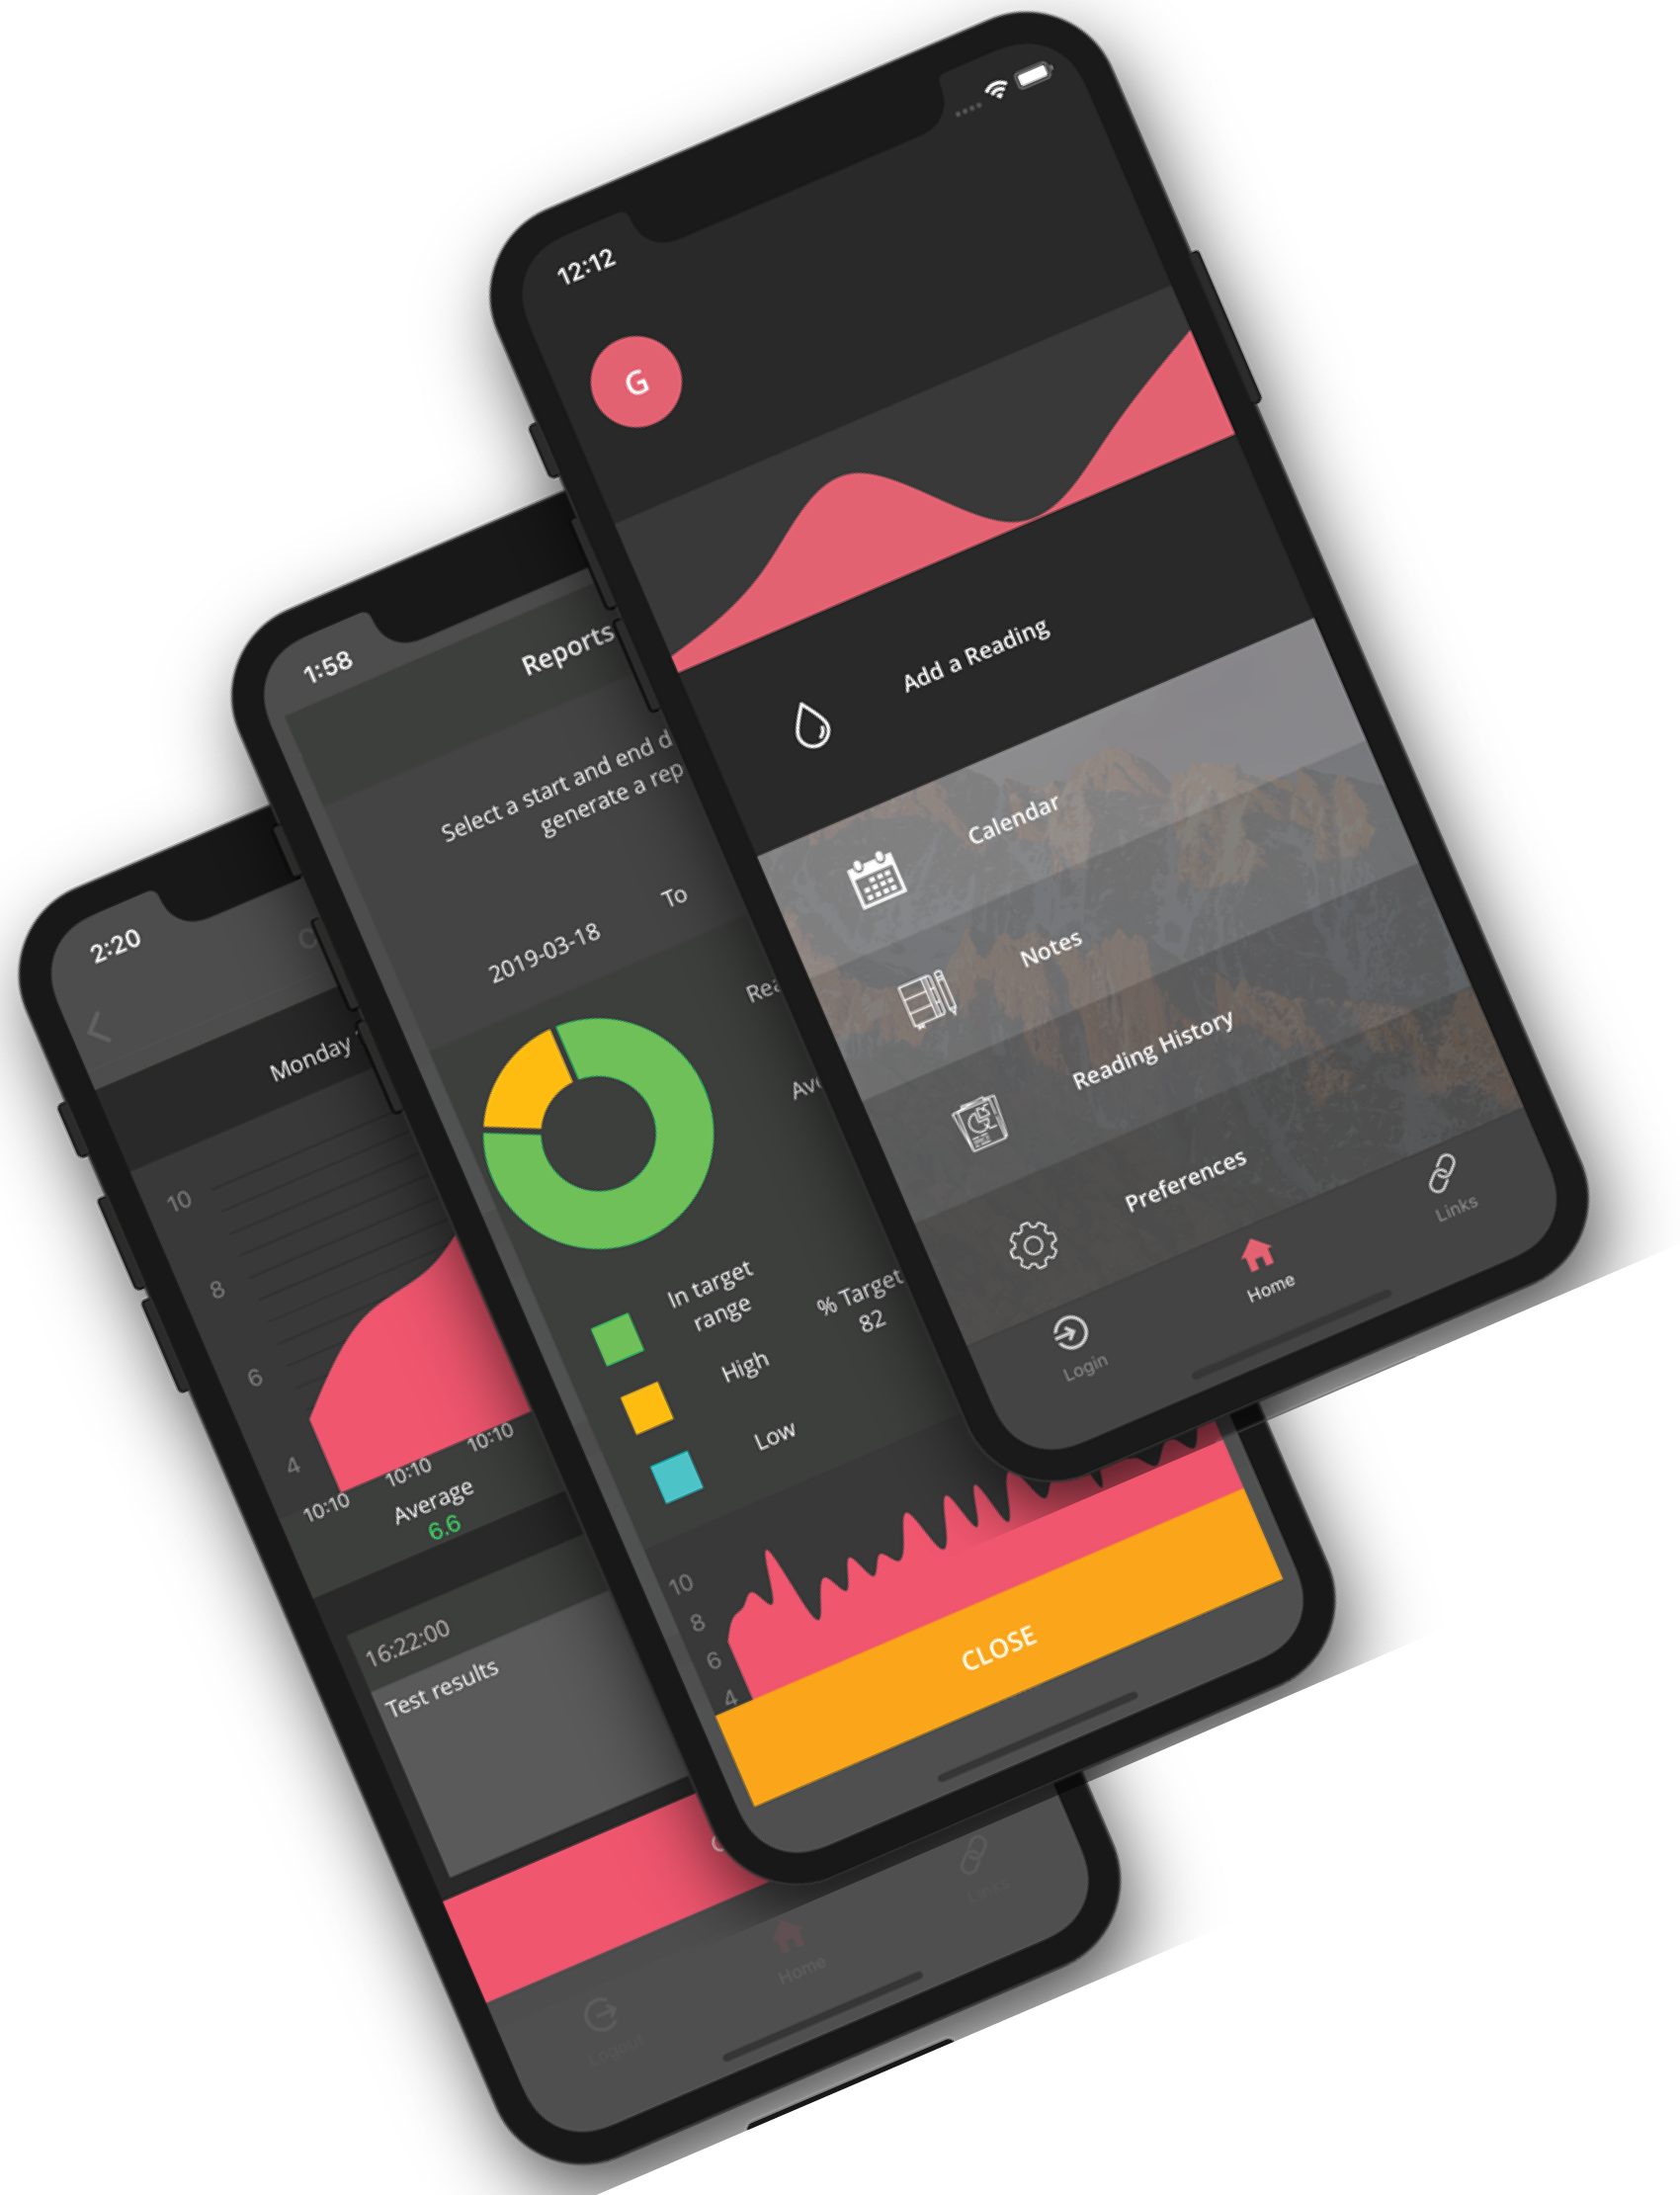 12:12
G
Add a Reading
Calendar
Notes
Reading History
Preferences
Login
Home
Links
1:58
Reports
Select a start and end
generate a
2019-03-18
To
In target
range
% Target
82
High
Low
10
8
6
4
CLOSE
2:20
Monday
10
8
6
4
10:10
10:10
10:10
Average
6.6
16:22:00
Test results
Logout
Home
Links